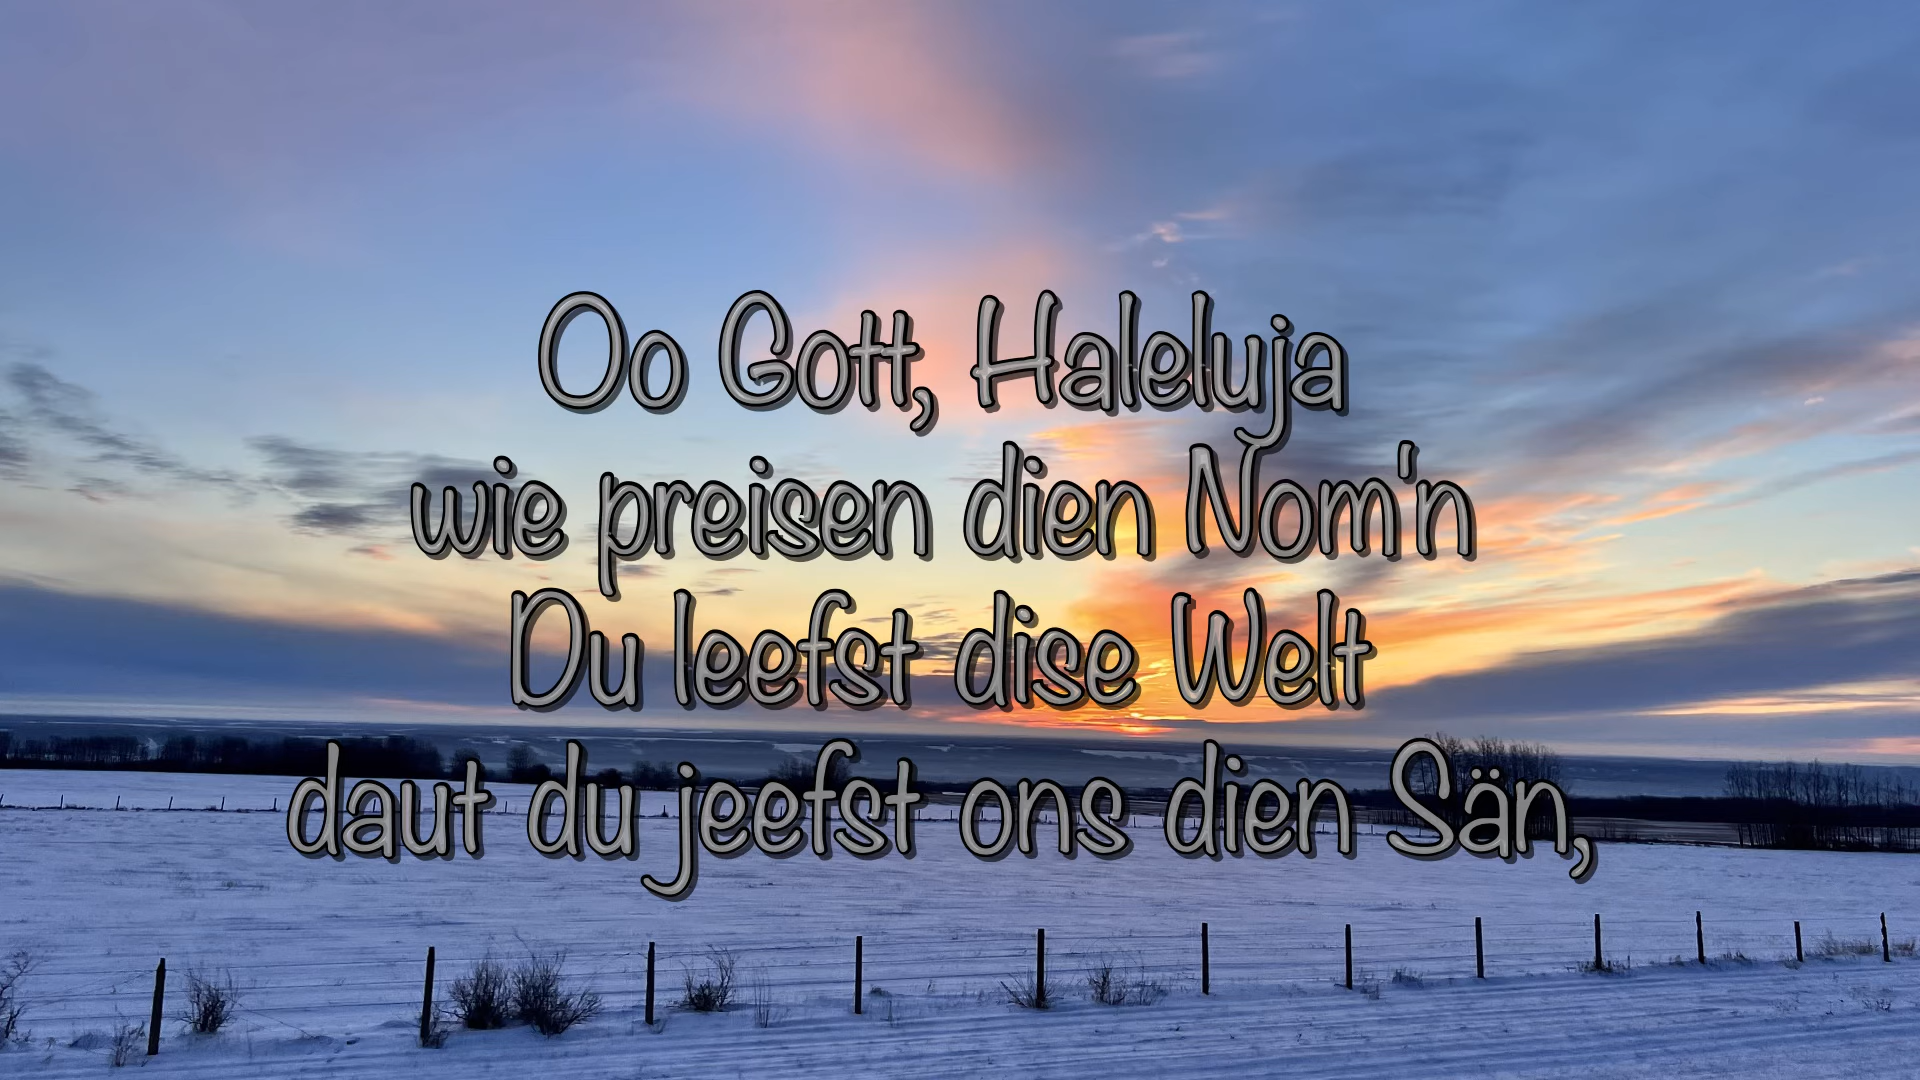 Oo Gott, Haleluja
wie preisen dien Nom'n
Du leefst dise Welt
daut du jeefst ons dien Sän,